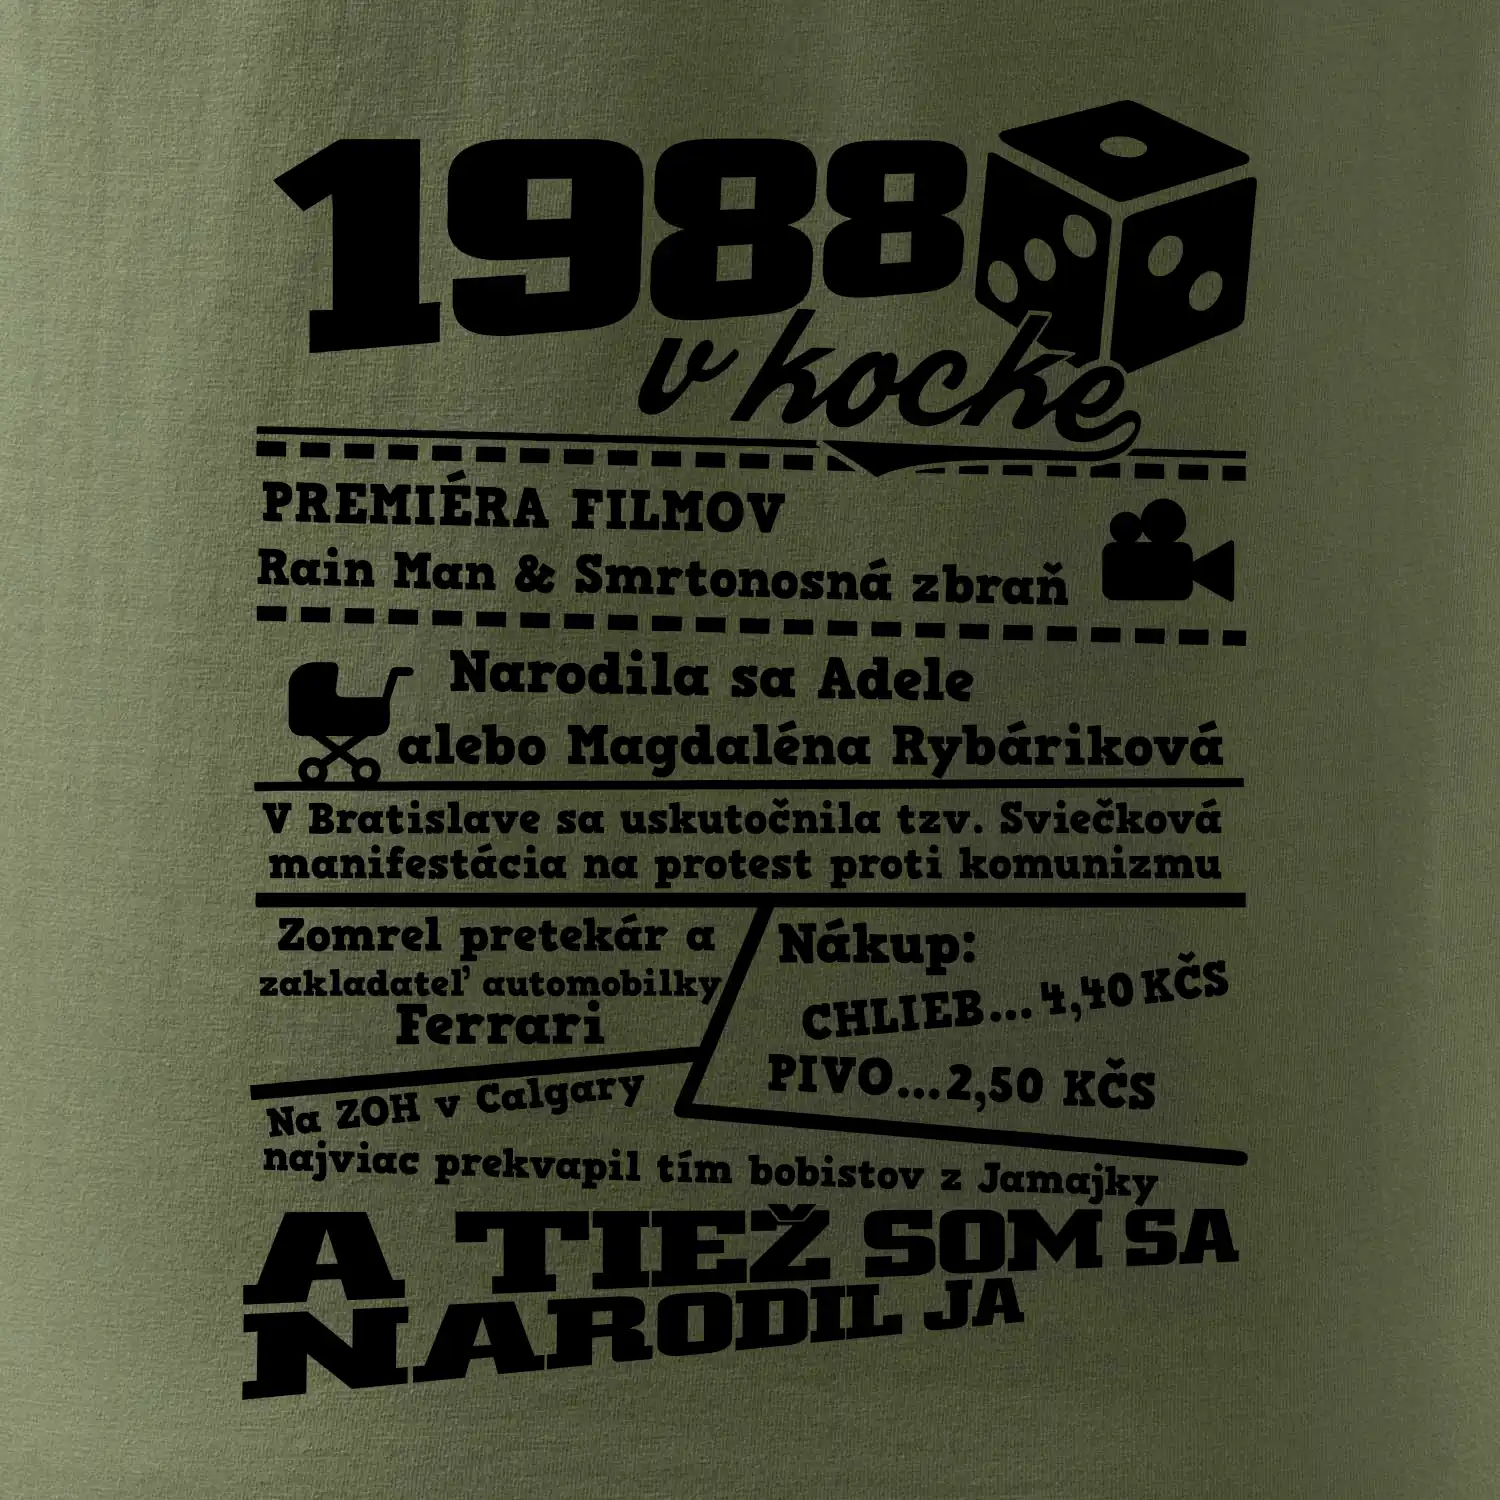 1988
v kocke
PREMIÉRA FILMOV
Rain Man & Smrtonosná zbraň
Narodila sa Adele
alebo Magdaléna Rybáriková
V Bratislave sa uskutočnila tzv. Sviečková
manifestácia na protest proti komunizmu
Zomrel pretekár a
zakladateľ automobilky
Ferrari
Nákup:
CHLIEB...4,40 KČS
PIVO...2,50 KČS
Na ZOH v Calgary
najviac prekvapil tím bobistov z Jamajky
A TIEŽ SOM SA
NARODIL JA